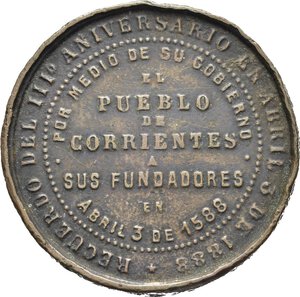 RECUERDO DEL IIIº ANIVERSARIO EN ABRIL 3 DE 1888
POR MEDIO DE SU GOBIERNO
EL
PUEBLO
DE
CORRIENTES
A
SUS FUNDADORES
EN
ABRIL 3 DE 1588